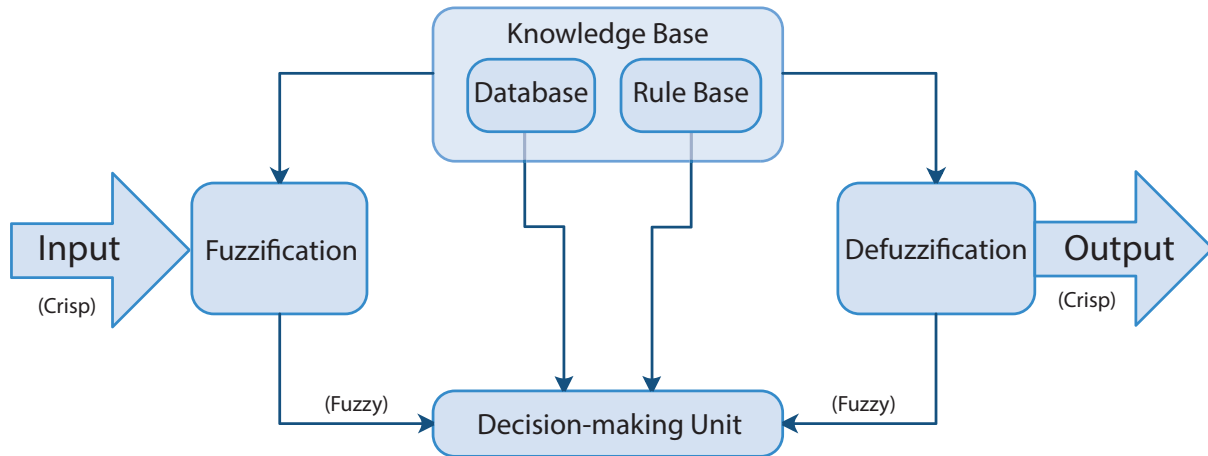 Knowledge Base
Database
Rule Base
Input
(Crisp)
Fuzzification
Defuzzification
Output
(Crisp)
(Fuzzy)
Decision-making Unit
(Fuzzy)